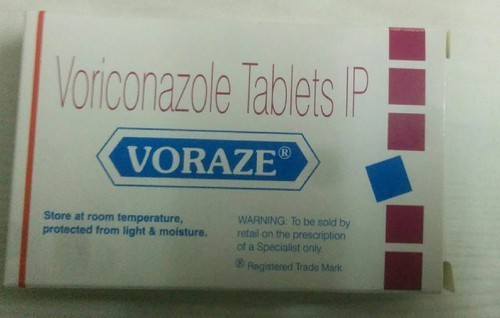 Voriconazole Tablets IP
VORAZE®
Store at room temperature,
protected from light & moisture.
WARNING: To be sold by
retail on the prescription
of a Specialist only.
® Registered Trade Mark